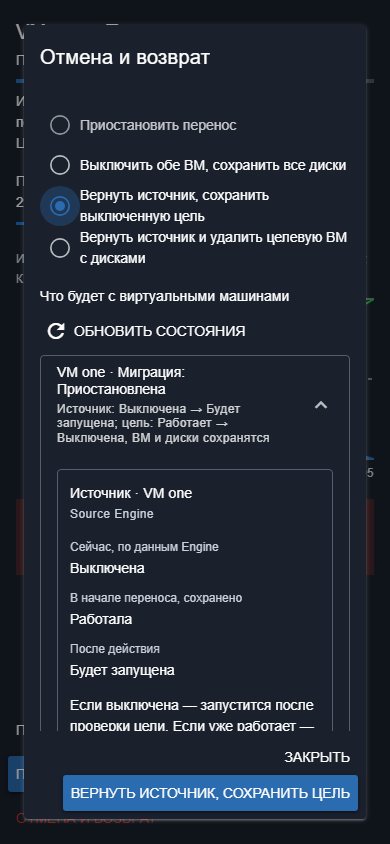 Отмена и возврат
Приостановить перенос
Выключить обе ВМ, сохранить все диски
Вернуть источник, сохранить
выключенную цель
Вернуть источник и удалить целевую ВМ
с дисками
Что будет с виртуальными машинами
ОБНОВИТЬ СОСТОЯНИЯ
VM one · Миграция:
Приостановлена
Источник: Выключена → Будет
запущена; цель: Работает →
Выключена, ВМ и диски сохранятся
Источник · VM one
Source Engine
Сейчас, по данным Engine
Выключена
В начале переноса, сохранено
Работала
После действия
Будет запущена
Если выключена — запустится после
проверки цели. Если уже работает —
ЗАКРЫТЬ
ВЕРНУТЬ ИСТОЧНИК, СОХРАНИТЬ ЦЕЛЬ
ОТМЕНА И ВОЗВРАТ